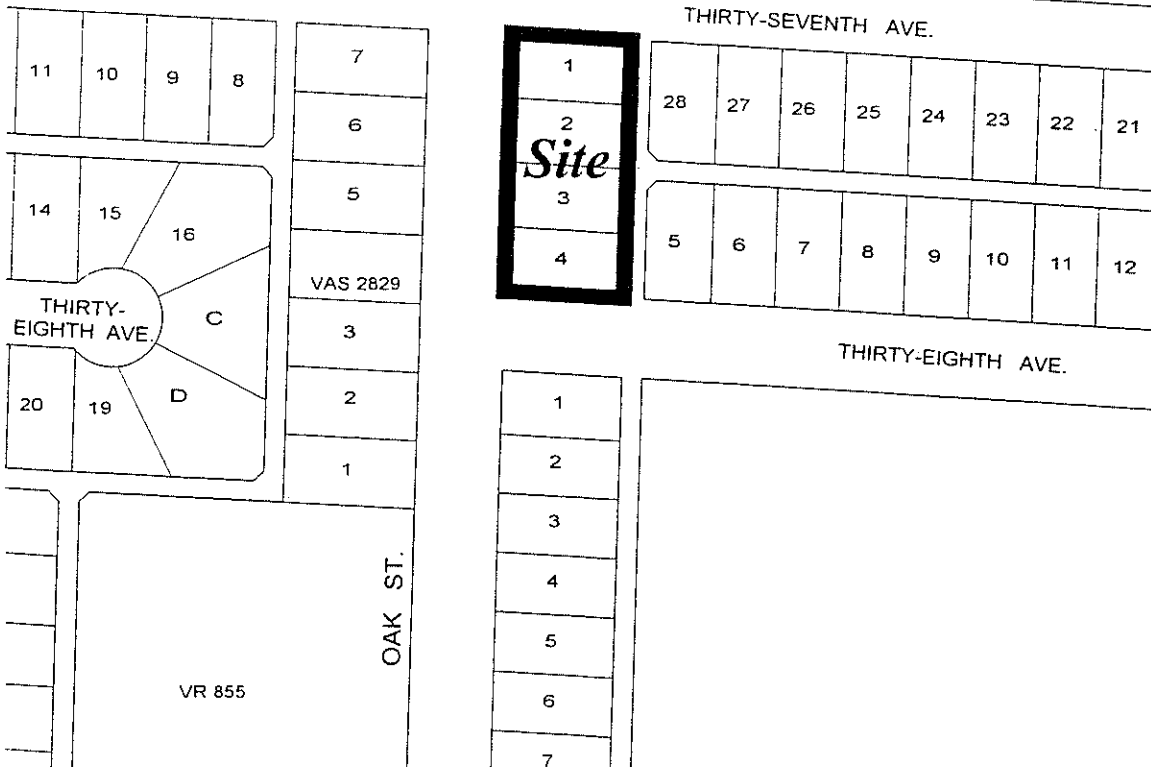 THIRTY-SEVENTH AVE.
11 10 9 8
7
6
5
VAS 2829
3
2
1
14 15 16
THIRTY-
EIGHTH AVE.
C
D
20 19
VR 855
OAK ST.
1
2
Site
3
4
28 27 26 25 24 23 22 21
5 6 7 8 9 10 11 12
THIRTY-EIGHTH AVE.
1
2
3
4
5
6
7